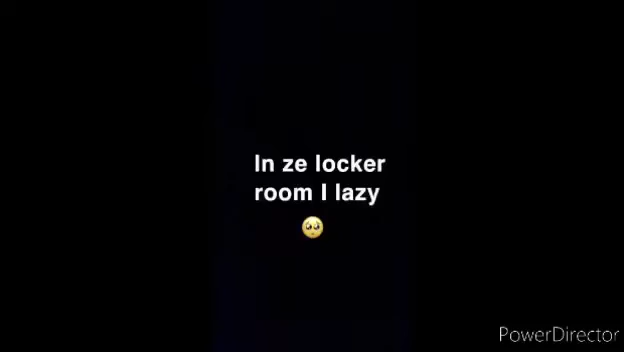 In ze locker
room I lazy
🥺
PowerDirector